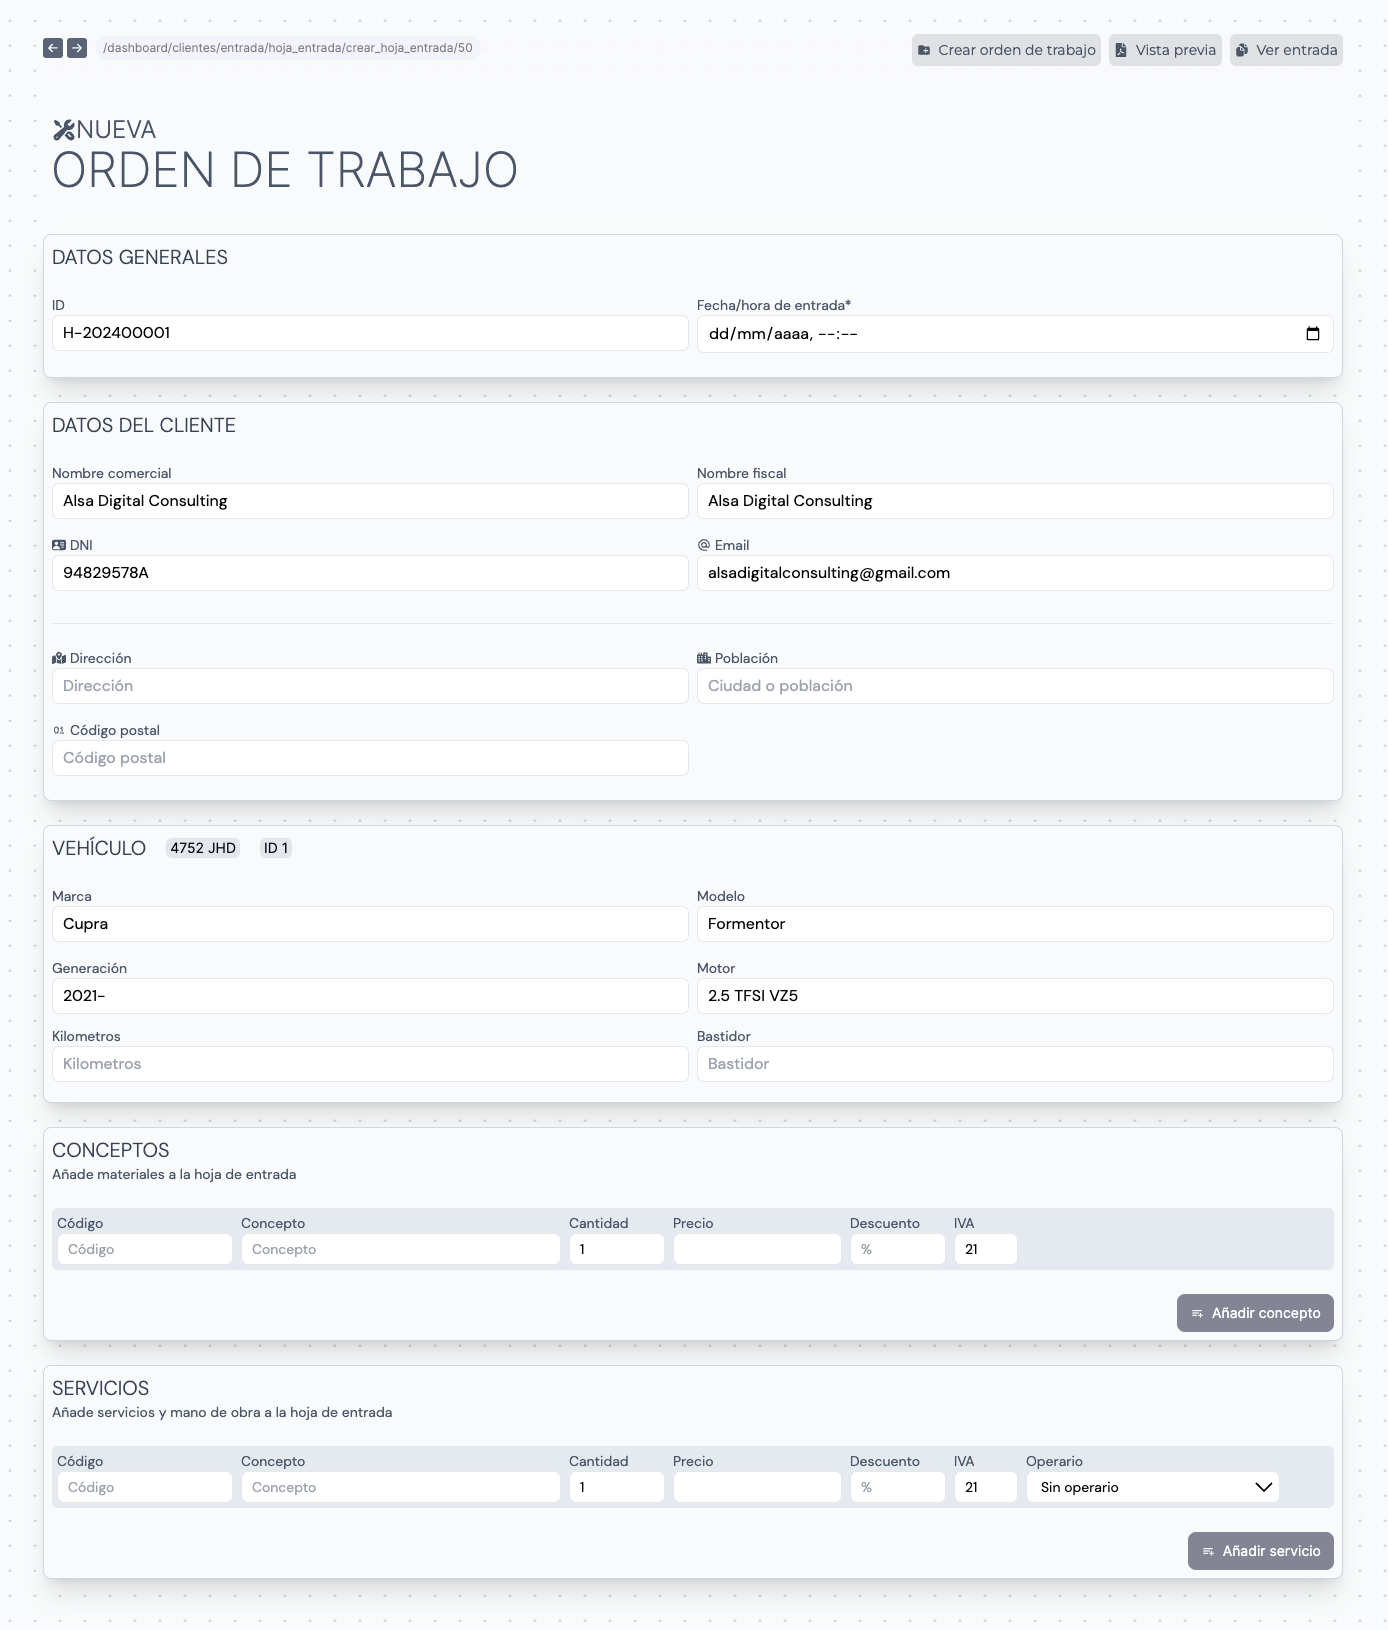 /dashboard/clientes/entrada/hoja_entrada/crear_hoja_entrada/50
Crear orden de trabajo
Vista previa
Ver entrada
NUEVA
ORDEN DE TRABAJO
DATOS GENERALES
ID
Fecha/hora de entrada*
H-202400001
dd/mm/aaaa, --:--
DATOS DEL CLIENTE
Nombre comercial
Nombre fiscal
Alsa Digital Consulting
Alsa Digital Consulting
DNI
@ Email
94829578A
alsadigitalconsulting@gmail.com
Dirección
Población
Dirección
Ciudad o población
01 Código postal
Código postal
VEHÍCULO 4752 JHD ID 1
Marca
Modelo
Cupra
Formentor
Generación
Motor
2021-
2.5 TFSI VZ5
Kilometros
Bastidor
Kilometros
Bastidor
CONCEPTOS
Añade materiales a la hoja de entrada
Código Concepto Cantidad Precio Descuento IVA
Código Concepto 1 % 21
Añadir concepto
SERVICIOS
Añade servicios y mano de obra a la hoja de entrada
Código Concepto Cantidad Precio Descuento IVA Operario
Código Concepto 1 % 21 Sin operario
Añadir servicio